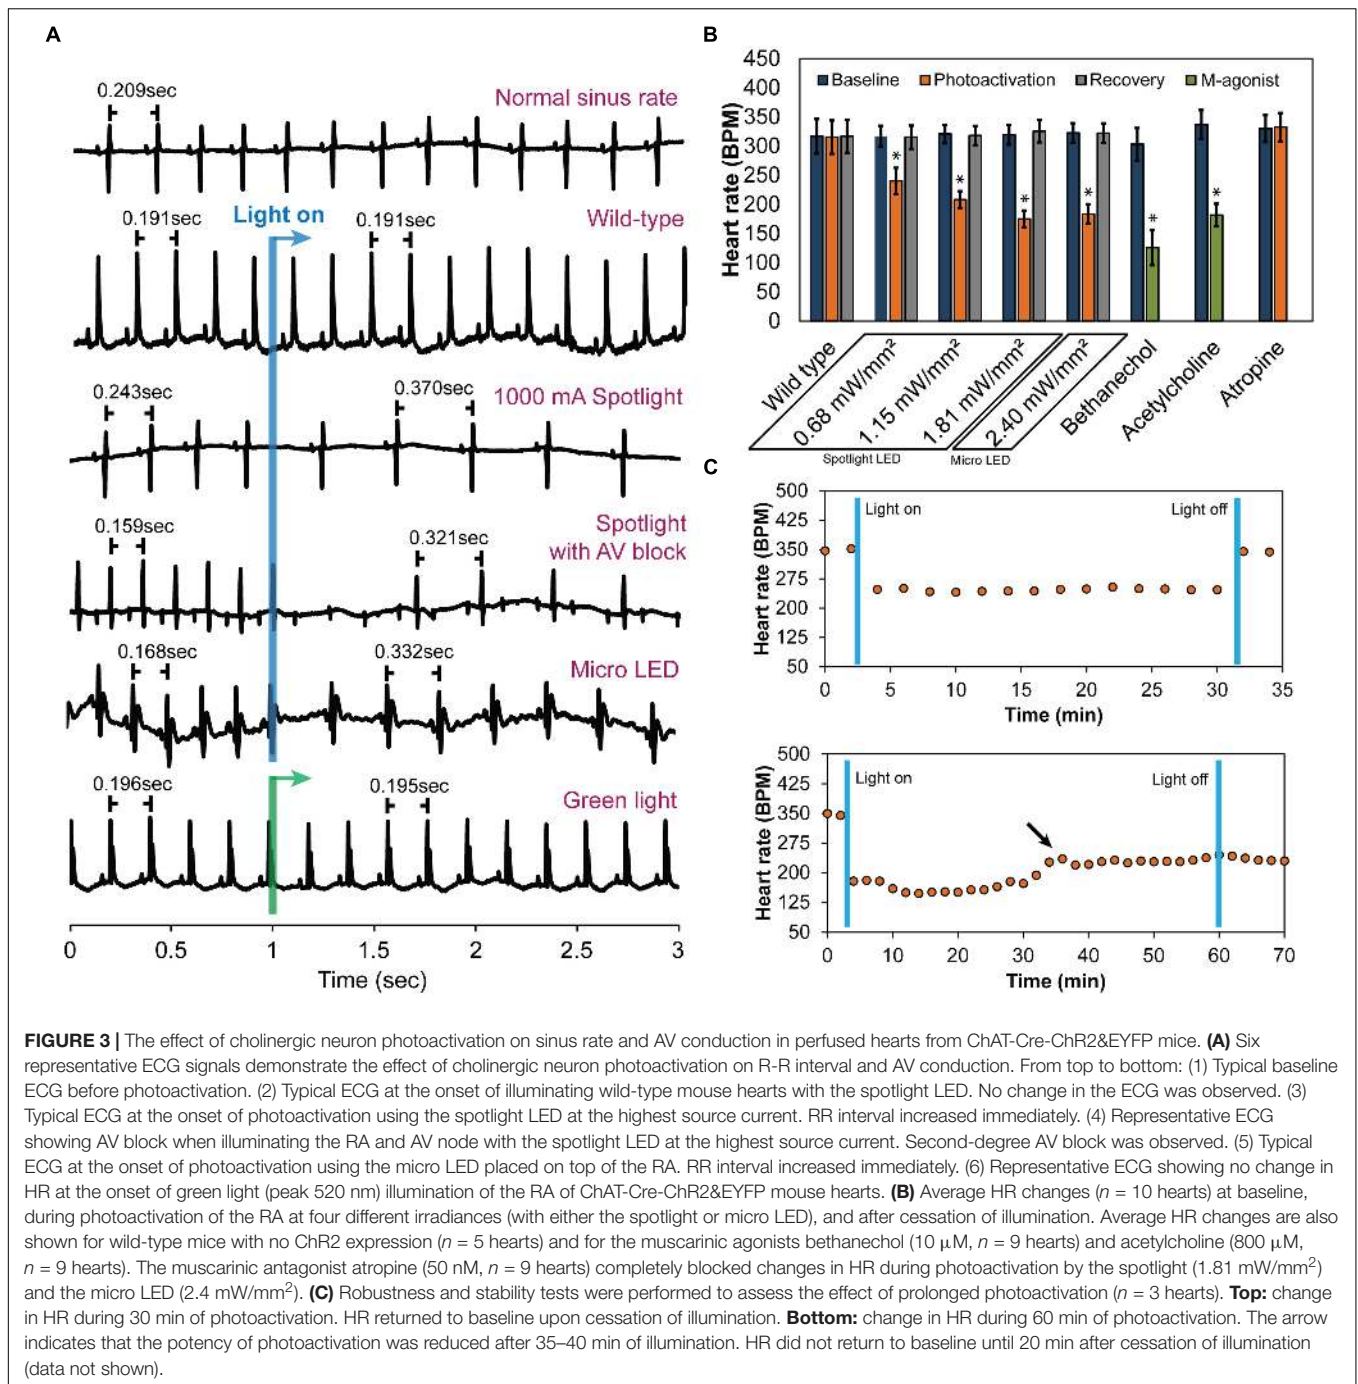 A
0.209sec
Normal sinus rate
0.191sec
Light on
0.191sec
Wild-type
0.243sec
0.370sec
1000 mA Spotlight
0.159sec
0.321sec
Spotlight
with AV block
0.168sec
0.332sec
Micro LED
0.196sec
0.195sec
Green light
0 0.5 1 1.5 2 2.5 3
Time (sec)
B
Heart rate (BPM)
450
400
350
300
250
200
150
100
50
0
Baseline Photoactivation Recovery M-agonist
* * * * * *
Wild type
0.68 mW/mm²
1.15 mW/mm²
1.81 mW/mm²
2.40 mW/mm²
Bethanechol
Acetylcholine
Atropine
Spotlight LED
Micro LED
C
Heart rate (BPM)
500
425
350
275
200
125
50
Light on
Light off
0 5 10 15 20 25 30 35
Time (min)
Heart rate (BPM)
500
425
350
275
200
125
50
Light on
Light off
0 10 20 30 40 50 60 70
Time (min)
FIGURE 3 | The effect of cholinergic neuron photoactivation on sinus rate and AV conduction in perfused hearts from ChAT-Cre-ChR2&EYFP mice. (A) Six
representative ECG signals demonstrate the effect of cholinergic neuron photoactivation on R-R interval and AV conduction. From top to bottom: (1) Typical baseline
ECG before photoactivation. (2) Typical ECG at the onset of illuminating wild-type mouse hearts with the spotlight LED. No change in the ECG was observed. (3)
Typical ECG at the onset of photoactivation using the spotlight LED at the highest source current. RR interval increased immediately. (4) Representative ECG
showing AV block when illuminating the RA and AV node with the spotlight LED at the highest source current. Second-degree AV block was observed. (5) Typical
ECG at the onset of photoactivation using the micro LED placed on top of the RA. RR interval increased immediately. (6) Representative ECG showing no change in
HR at the onset of green light (peak 520 nm) illumination of the RA of ChAT-Cre-ChR2&EYFP mouse hearts. (B) Average HR changes (n = 10 hearts) at baseline,
during photoactivation of the RA at four different irradiances (with either the spotlight or micro LED), and after cessation of illumination. Average HR changes are also
shown for wild-type mice with no ChR2 expression (n = 5 hearts) and for the muscarinic agonists bethanechol (10 μM, n = 9 hearts) and acetylcholine (800 μM,
n = 9 hearts). The muscarinic antagonist atropine (50 nM, n = 9 hearts) completely blocked changes in HR during photoactivation by the spotlight (1.81 mW/mm²)
and the micro LED (2.4 mW/mm²). (C) Robustness and stability tests were performed to assess the effect of prolonged photoactivation (n = 3 hearts). Top: change
in HR during 30 min of photoactivation. HR returned to baseline upon cessation of illumination. Bottom: change in HR during 60 min of photoactivation. The arrow
indicates that the potency of photoactivation was reduced after 35–40 min of illumination. HR did not return to baseline until 20 min after cessation of illumination
(data not shown).